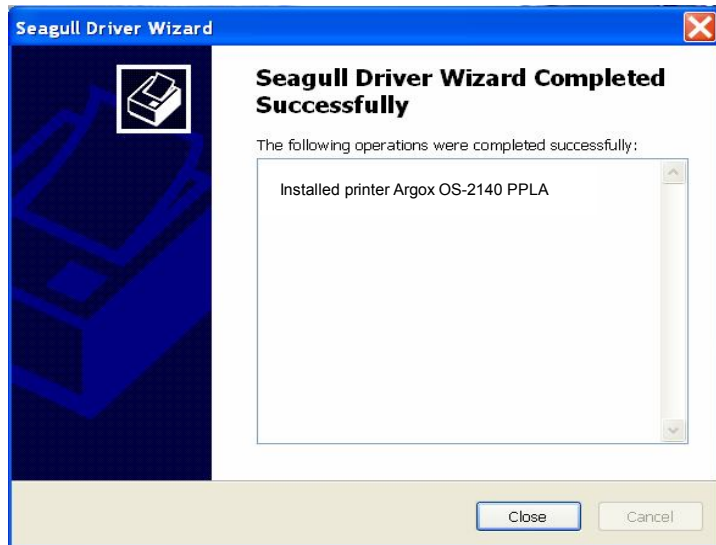 Seagull Driver Wizard
Seagull Driver Wizard Completed
Successfully
The following operations were completed successfully:
Installed printer Argox OS-2140 PPLA
Close
Cancel